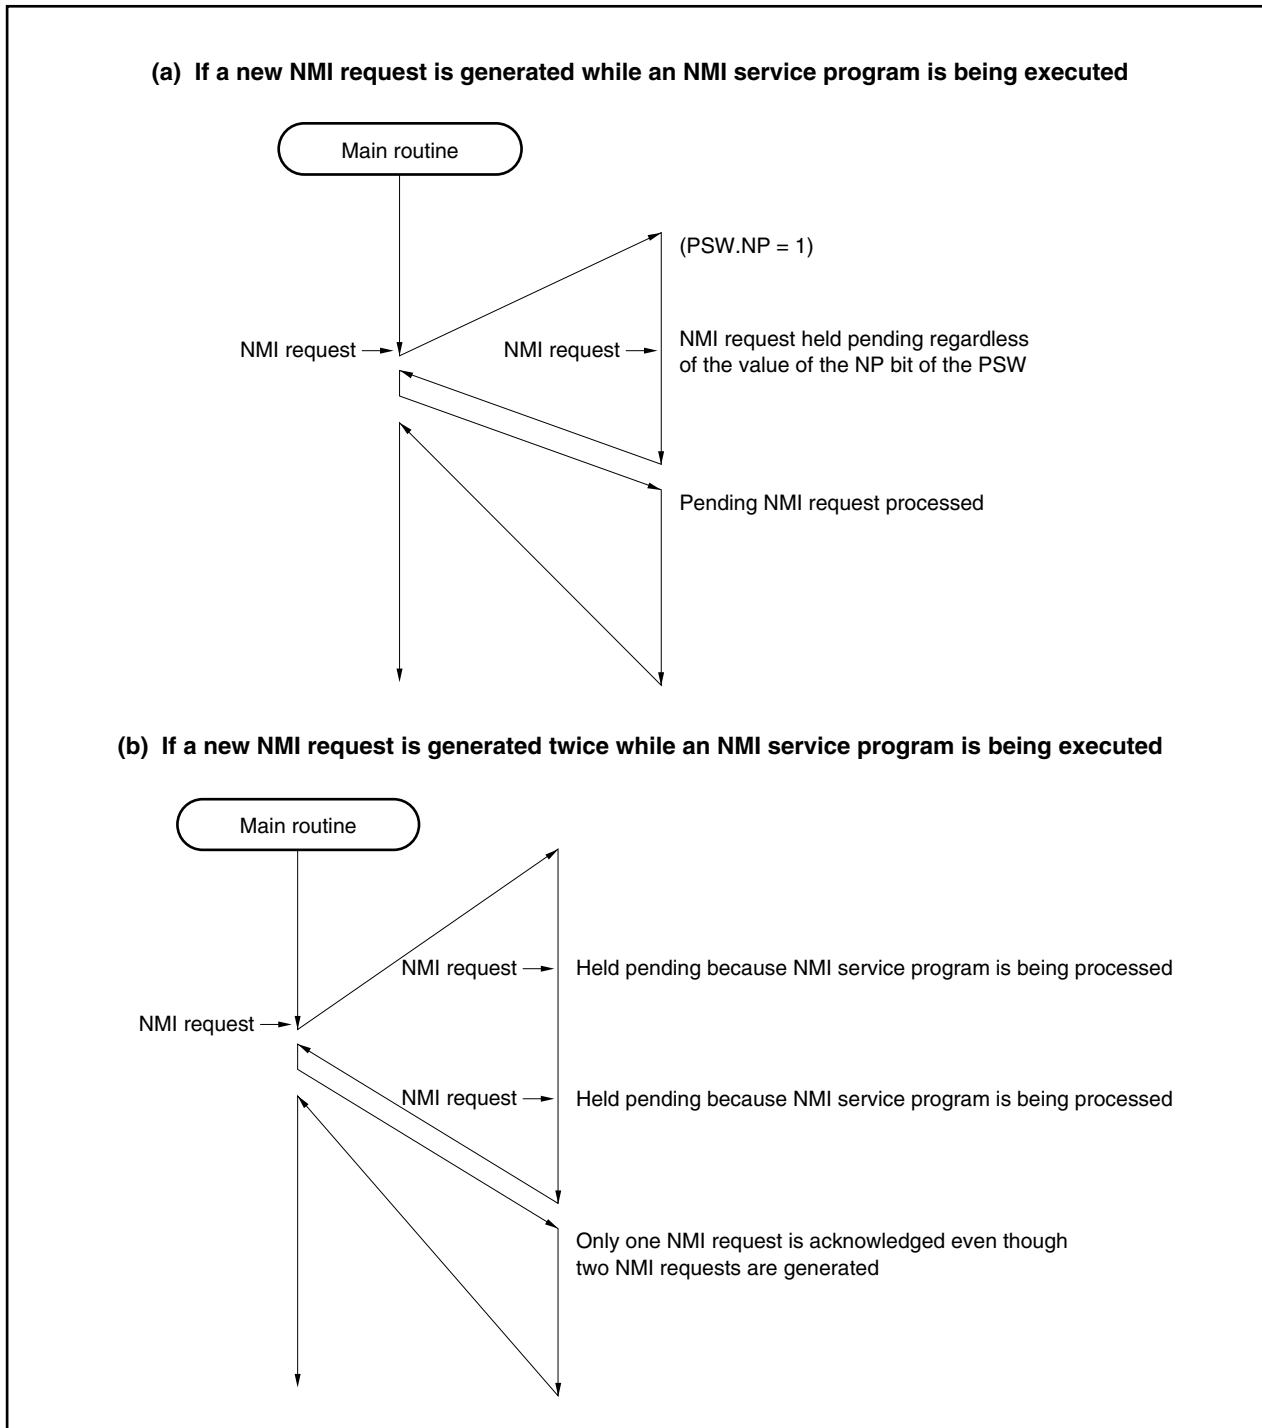 (a) If a new NMI request is generated while an NMI service program is being executed
Main routine
(PSW.NP = 1)
NMI request
NMI request
NMI request held pending regardless
of the value of the NP bit of the PSW
Pending NMI request processed
(b) If a new NMI request is generated twice while an NMI service program is being executed
Main routine
NMI request
Held pending because NMI service program is being processed
NMI request
NMI request
Held pending because NMI service program is being processed
Only one NMI request is acknowledged even though
two NMI requests are generated